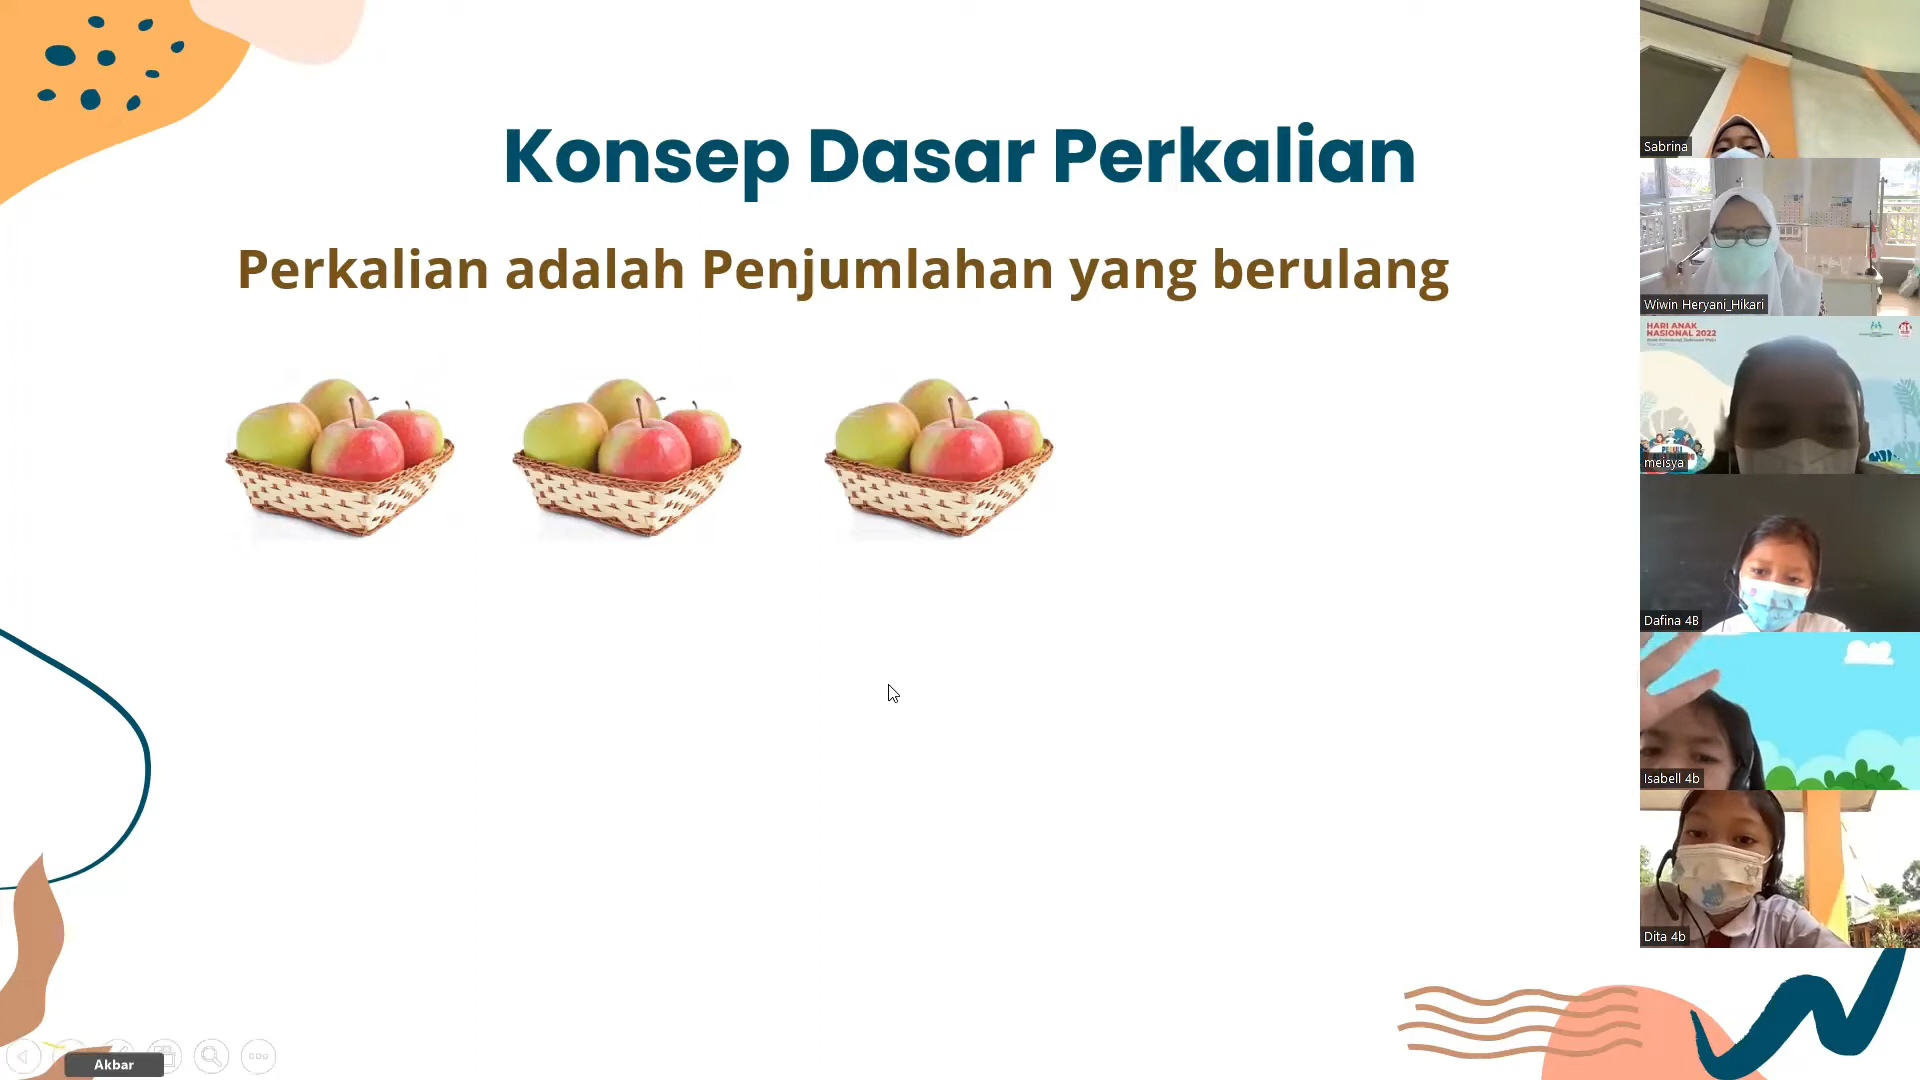 Konsep Dasar Perkalian
Perkalian adalah Penjumlahan yang berulang
Sabrina
Wiwin Heryani_Hikari
HARI ANAK
NASIONAL 2022
meisya
Dafina 4B
Isabell 4b
Dita 4b
Akbar